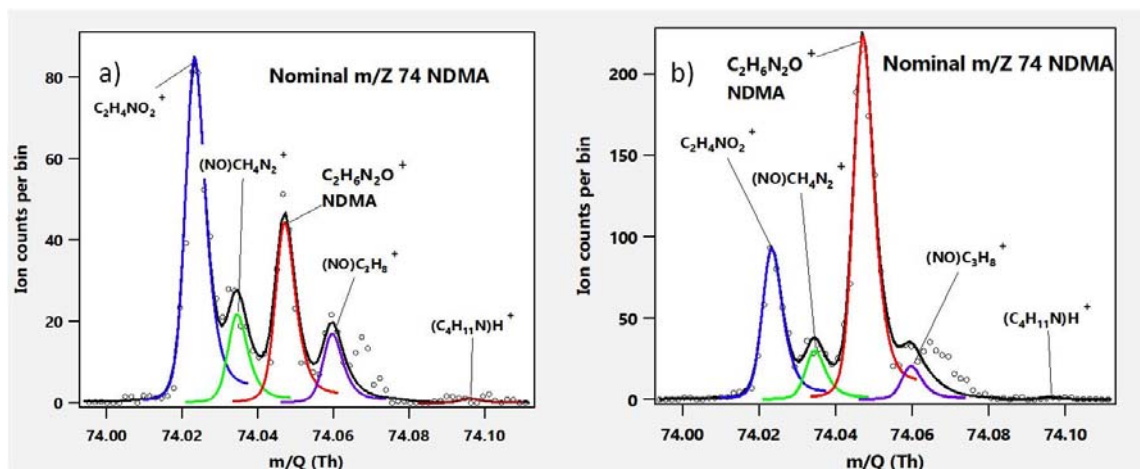 a)
Nominal m/Z 74 NDMA
C₂H₄NO₂⁺
(NO)CH₄N₂⁺
C₂H₆N₂O⁺
NDMA
(NO)C₃H₈⁺
(C₄H₁₁N)H⁺
80
60
40
20
0
Ion counts per bin
74.00 74.02 74.04 74.06 74.08 74.10
m/Q (Th)
b)
C₂H₆N₂O⁺
NDMA
Nominal m/Z 74 NDMA
C₂H₄NO₂⁺
(NO)CH₄N₂⁺
(NO)C₃H₈⁺
(C₄H₁₁N)H⁺
200
150
100
50
0
Ion counts per bin
74.00 74.02 74.04 74.06 74.08 74.10
m/Q (Th)